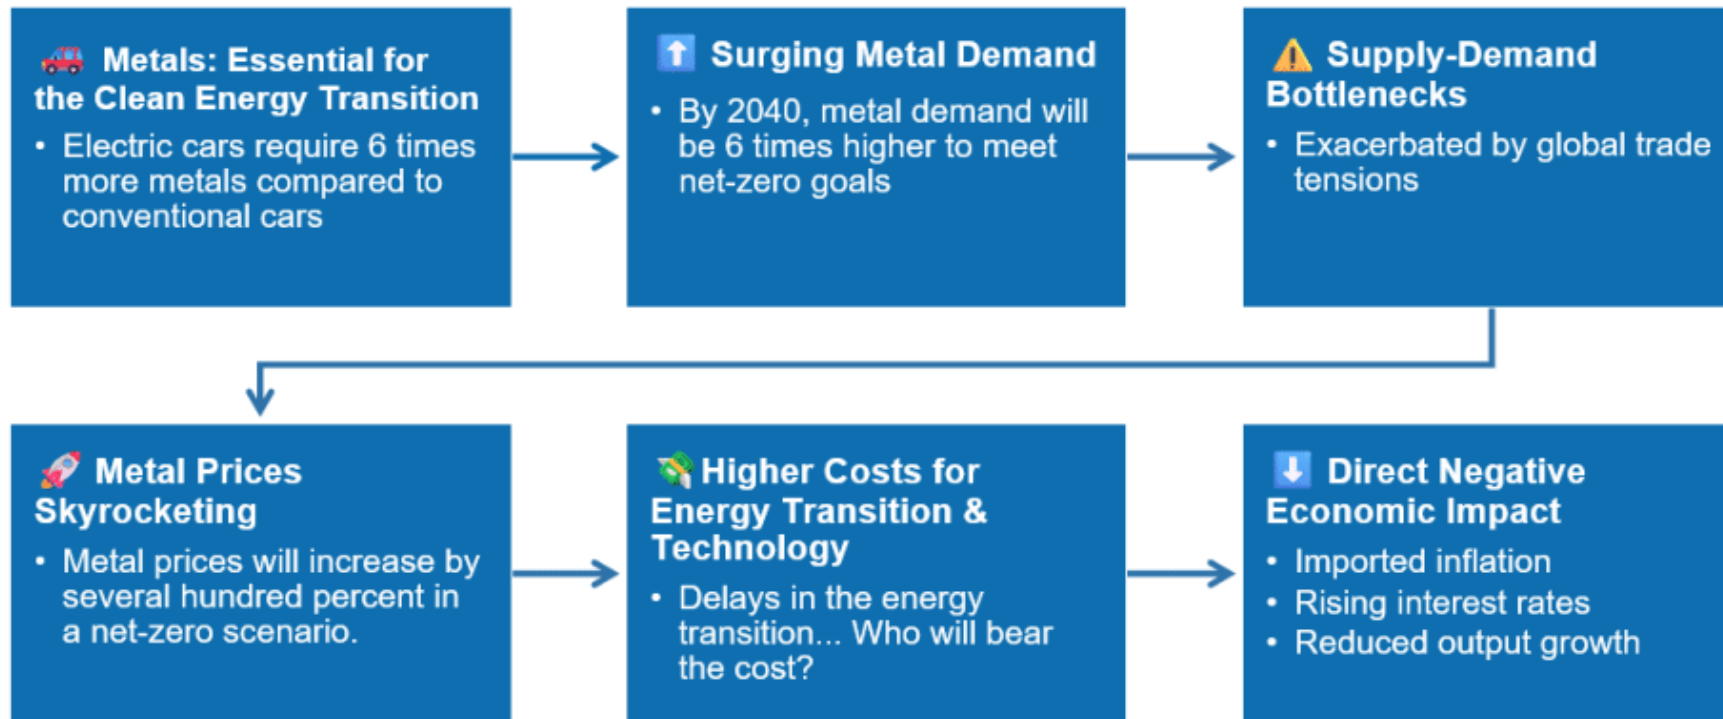 Metals: Essential for
the Clean Energy Transition
• Electric cars require 6 times
more metals compared to
conventional cars
Surging Metal Demand
• By 2040, metal demand will
be 6 times higher to meet
net-zero goals
Supply-Demand
Bottlenecks
• Exacerbated by global trade
tensions
Metal Prices
Skyrocketing
• Metal prices will increase by
several hundred percent in
a net-zero scenario.
Higher Costs for
Energy Transition &
Technology
• Delays in the energy
transition... Who will bear
the cost?
Direct Negative
Economic Impact
• Imported inflation
• Rising interest rates
• Reduced output growth